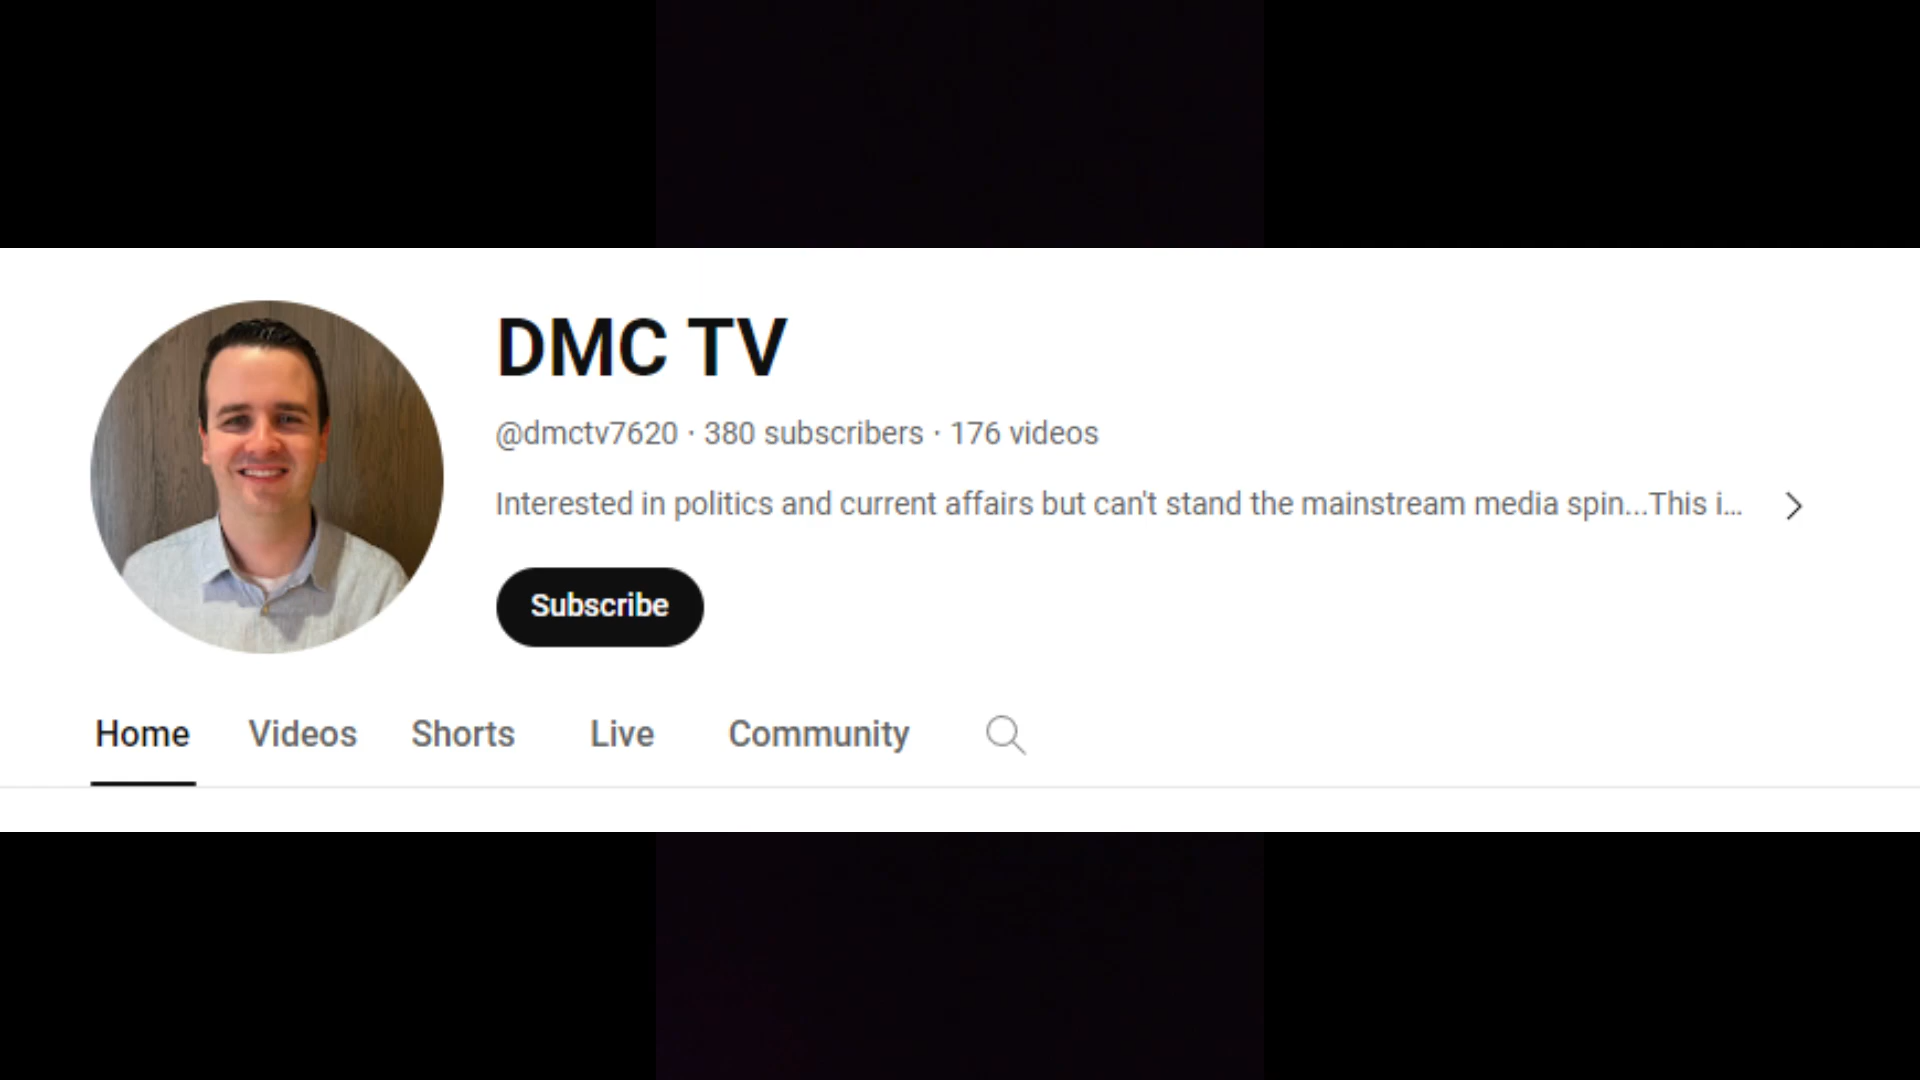 DMC TV
@dmctv7620 · 380 subscribers · 176 videos
Interested in politics and current affairs but can't stand the mainstream media spin...This i...
Subscribe
Home Videos Shorts Live Community